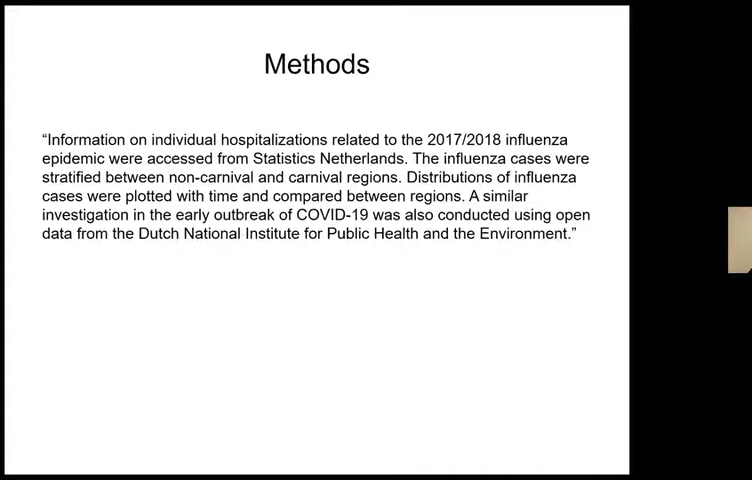 Methods
“Information on individual hospitalizations related to the 2017/2018 influenza
epidemic were accessed from Statistics Netherlands. The influenza cases were
stratified between non-carnival and carnival regions. Distributions of influenza
cases were plotted with time and compared between regions. A similar
investigation in the early outbreak of COVID-19 was also conducted using open
data from the Dutch National Institute for Public Health and the Environment.”